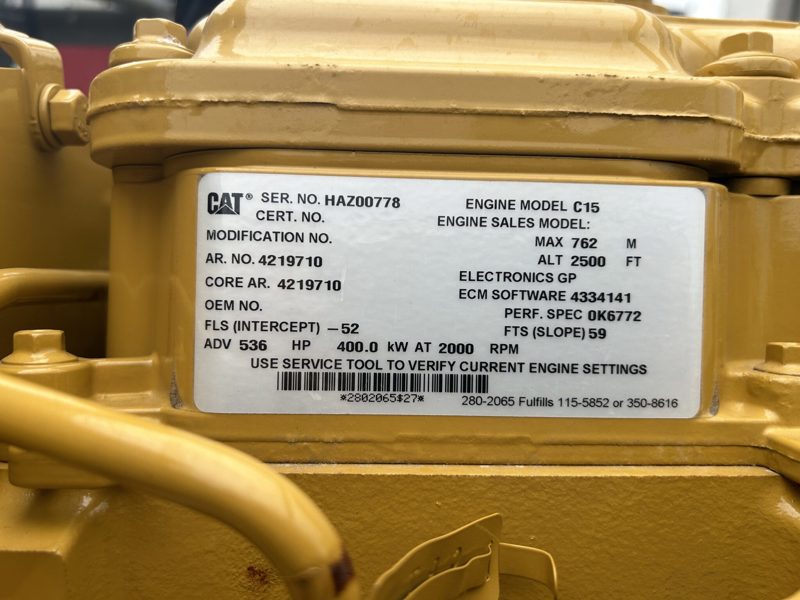 CAT® SER. NO. HAZ00778 ENGINE MODEL C15
CERT. NO. ENGINE SALES MODEL:
MODIFICATION NO. MAX 762 M
AR. NO. 4219710 ALT 2500 FT
ELECTRONICS GP
CORE AR. 4219710 ECM SOFTWARE 4334141
OEM NO. PERF. SPEC 0K6772
FLS (INTERCEPT) -52 FTS (SLOPE) 59
ADV 536 HP 400.0 kW AT 2000 RPM
USE SERVICE TOOL TO VERIFY CURRENT ENGINE SETTINGS
*2802065$27* 280-2065 Fulfills 115-5852 or 350-8616